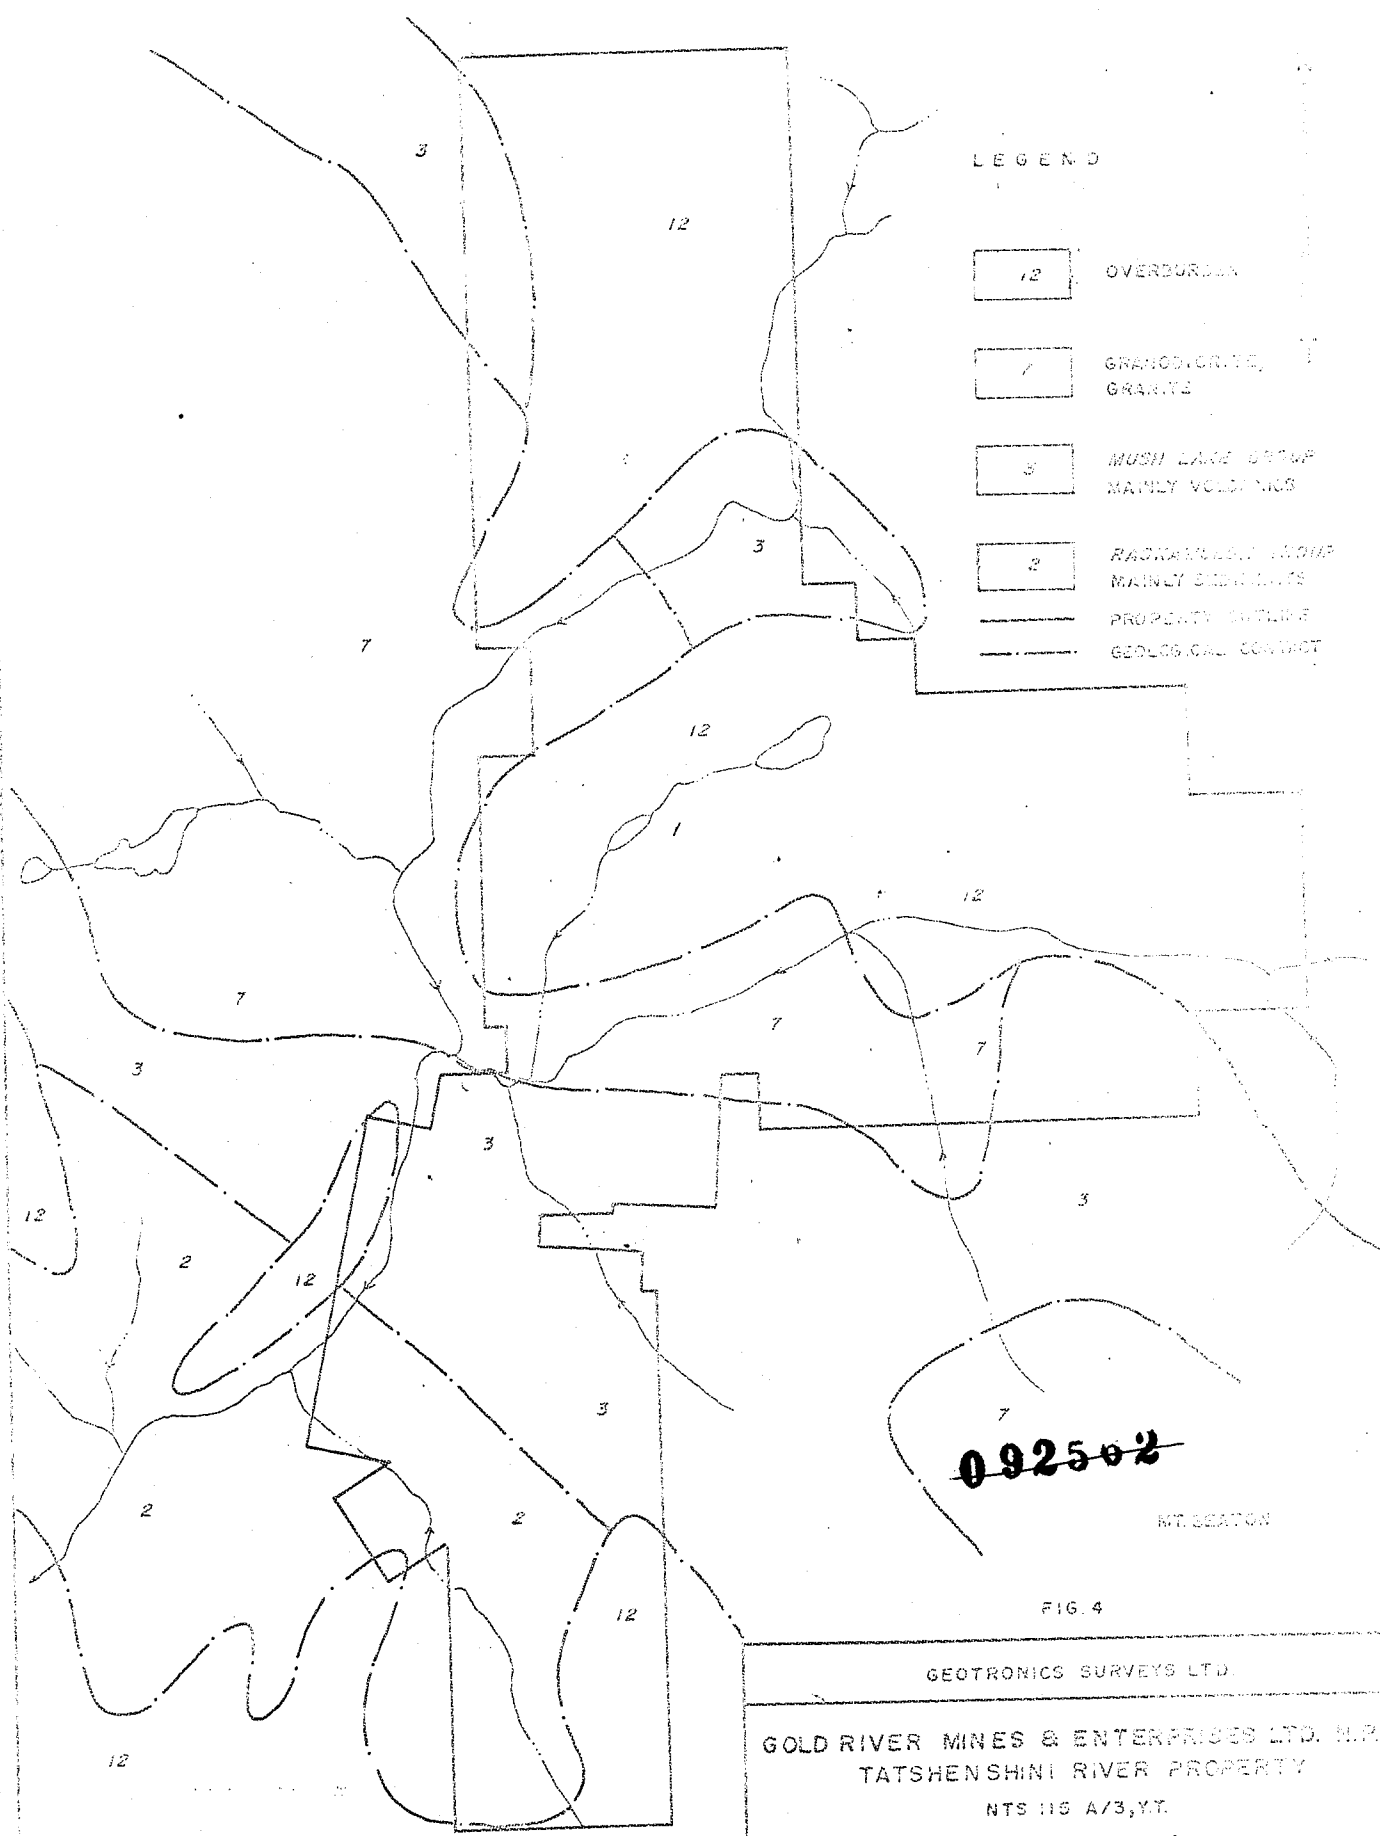 3
12
LEGEND
12 OVERBURDEN
7 GRANODIORITE,
GRANITE
3 MUSH LAKE GROUP
MAINLY VOLCANICS
2 GROUP
MAINLY SEDIMENTS
PROPERTY OUTLINE
GEOLOGICAL CONTACT
3
7
12
1
12
7
7
7
3
3
3
12
2
12
3
7
092502
2
2
MT. BEATON
12
FIG. 4
GEOTRONICS SURVEYS LTD.
GOLD RIVER MINES & ENTERPRISES LTD. N.P.
TATSHENSHINI RIVER PROPERTY
12
NTS 115 A/3, Y.T.